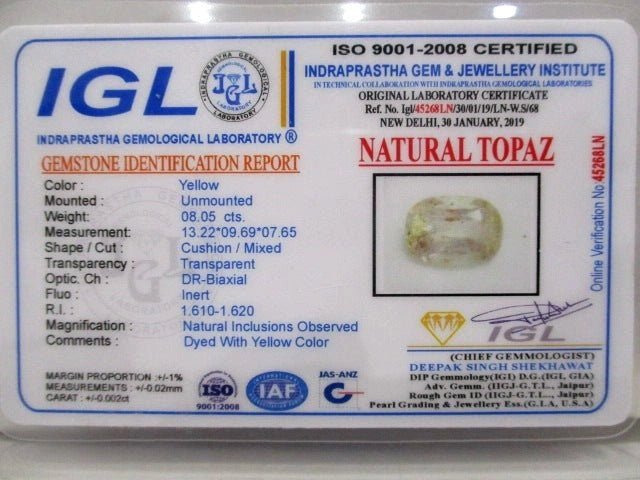 IGL
INDRAPRASTHA GEMOLOGICAL
IGL
LABORATORY
INDRAPRASTHA GEMOLOGICAL LABORATORY ®
GEMSTONE IDENTIFICATION REPORT
Color : Yellow
Mounted : Unmounted
Weight: 08.05 cts.
Measurement: 13.22*09.69*07.65
Shape / Cut : Cushion / Mixed
Transparency : Transparent
Optic. Ch : DR-Biaxial
Fluo : Inert
R.I. : 1.610-1.620
Magnification : Natural Inclusions Observed
Comments : Dyed With Yellow Color
MARGIN PROPORTION :+/-1%
MEASUREMENTS : +/-0.02mm
CARAT : +/-0.002ct
ISO
9001:2008
IAF
JAS-ANZ
ISO 9001-2008 CERTIFIED
INDRAPRASTHA GEM & JEWELLERY INSTITUTE
IN TECHNICAL COLLABORATION WITH INDRAPRASTHA GEMOLOGICAL LABORATORIES
ORIGINAL LABORATORY CERTIFICATE
Ref. No. Igl/45268LN/30/01/19/LN-W.S/68
NEW DELHI, 30 JANUARY, 2019
NATURAL TOPAZ
Online Verification No. 45268LN
IGL
(CHIEF GEMMOLOGIST)
DEEPAK SINGH SHEKHAWAT
DIP Gemmology(IGL) D.G.(IGL, GIA)
Adv. Gemm. (IIGJ-G.T.L., Jaipur)
Rough Gem ID (IIGJ-G.T.L., Jaipur)
Pearl Grading & Jewellery Ess.(G.I.A, U.S.A)